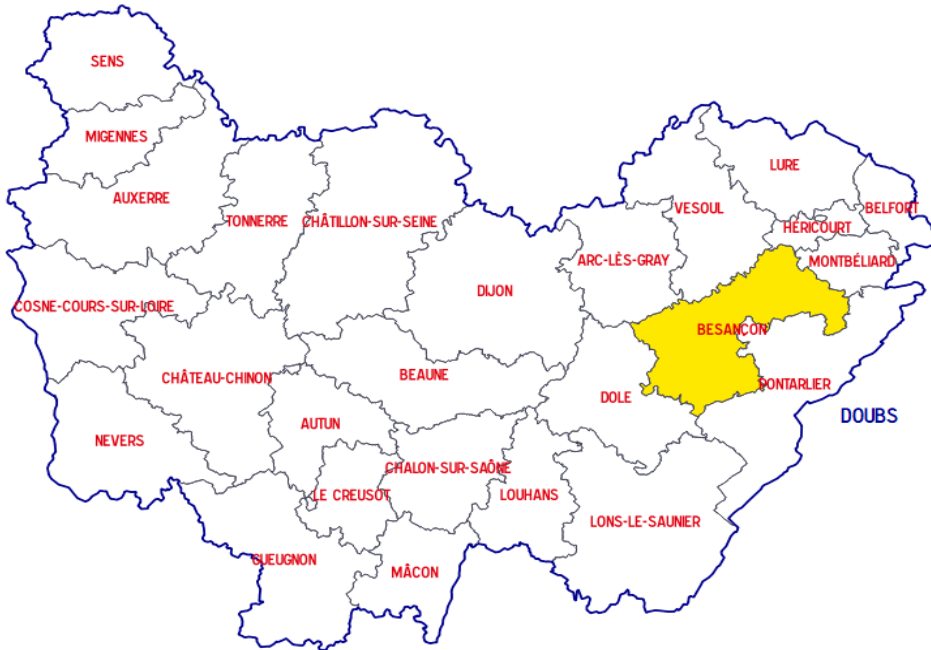 SENS
MIGENNES
LURE
AUXERRE
BELFORT
VESOUL
TONNERRE
CHÂTILLON-SUR-SEINE
HÉRICOURT
ARC-LÈS-GRAY
MONTBÉLIARD
DIJON
COSNE-COURS-SUR-LOIRE
BESANÇON
BEAUNE
CHÂTEAU-CHINON
PONTARLIER
DOLE
DOUBS
AUTUN
NEVERS
CHALON-SUR-SAÔNE
LE CREUSOT
LOUHANS
LONS-LE-SAUNIER
GUEUGNON
MÂCON